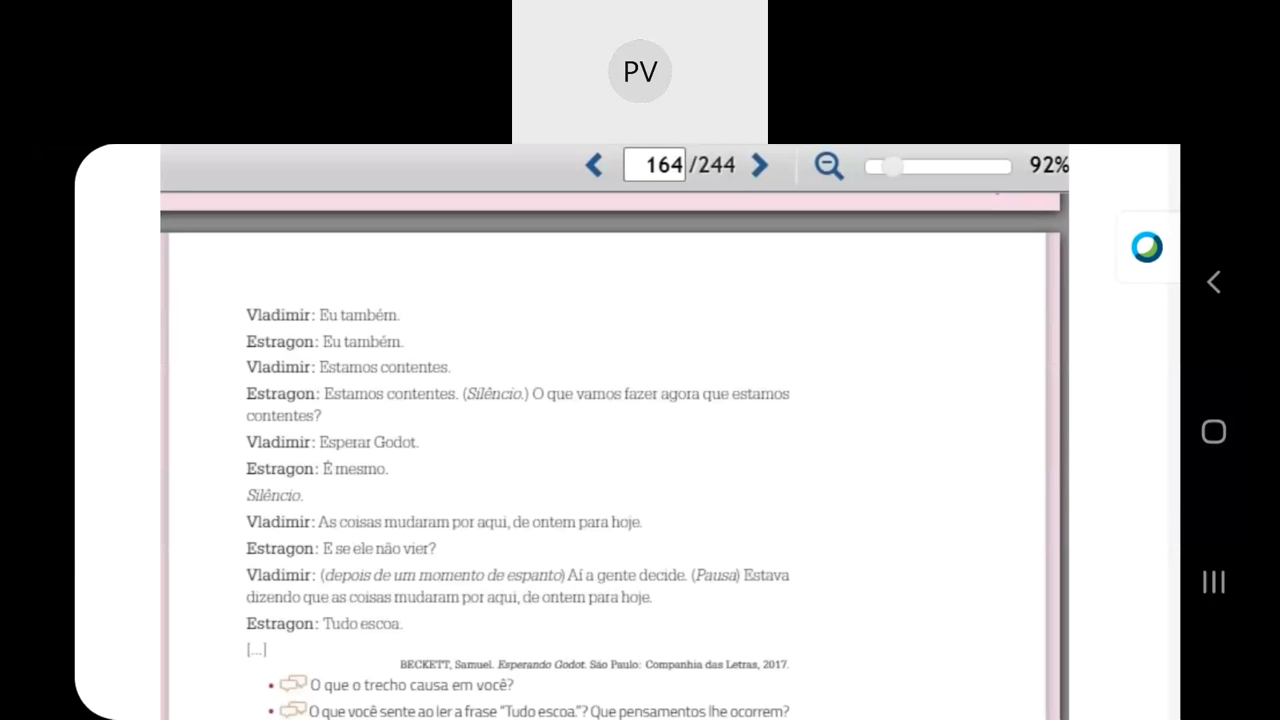 PV
164 /244 92%
Vladimir: Eu também.
Estragon: Eu também.
Vladimir: Estamos contentes.
Estragon: Estamos contentes. (Silêncio.) O que vamos fazer agora que estamos
contentes?
Vladimir: Esperar Godot.
Estragon: É mesmo.
Silêncio.
Vladimir: As coisas mudaram por aqui, de ontem para hoje.
Estragon: E se ele não vier?
Vladimir: (depois de um momento de espanto) Aí a gente decide. (Pausa) Estava
dizendo que as coisas mudaram por aqui, de ontem para hoje.
Estragon: Tudo escoa.
[...]
BECKETT, Samuel. Esperando Godot. São Paulo: Companhia das Letras, 2017.
• O que o trecho causa em você?
• O que você sente ao ler a frase "Tudo escoa."? Que pensamentos lhe ocorrem?